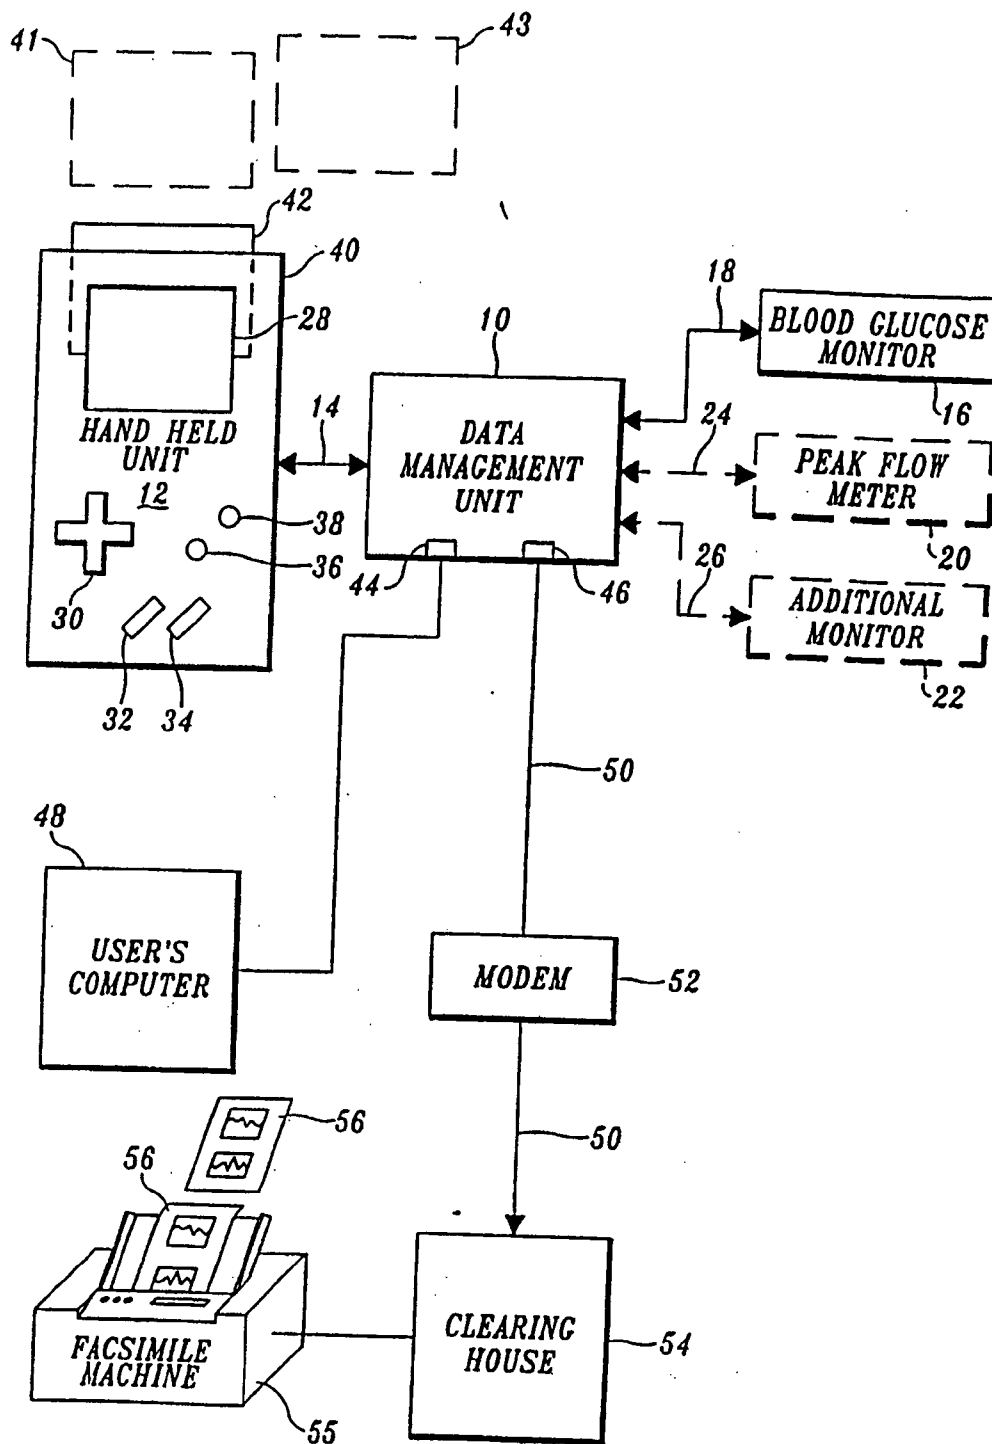 41
43
42
40
28
HAND HELD
UNIT
12
38
36
30
32
34
14
10
DATA
MANAGEMENT
UNIT
44
46
18
BLOOD GLUCOSE
MONITOR
16
24
PEAK FLOW
METER
20
26
ADDITIONAL
MONITOR
22
48
USER'S
COMPUTER
50
MODEM
52
50
56
56
FACSIMILE
MACHINE
55
CLEARING
HOUSE
54